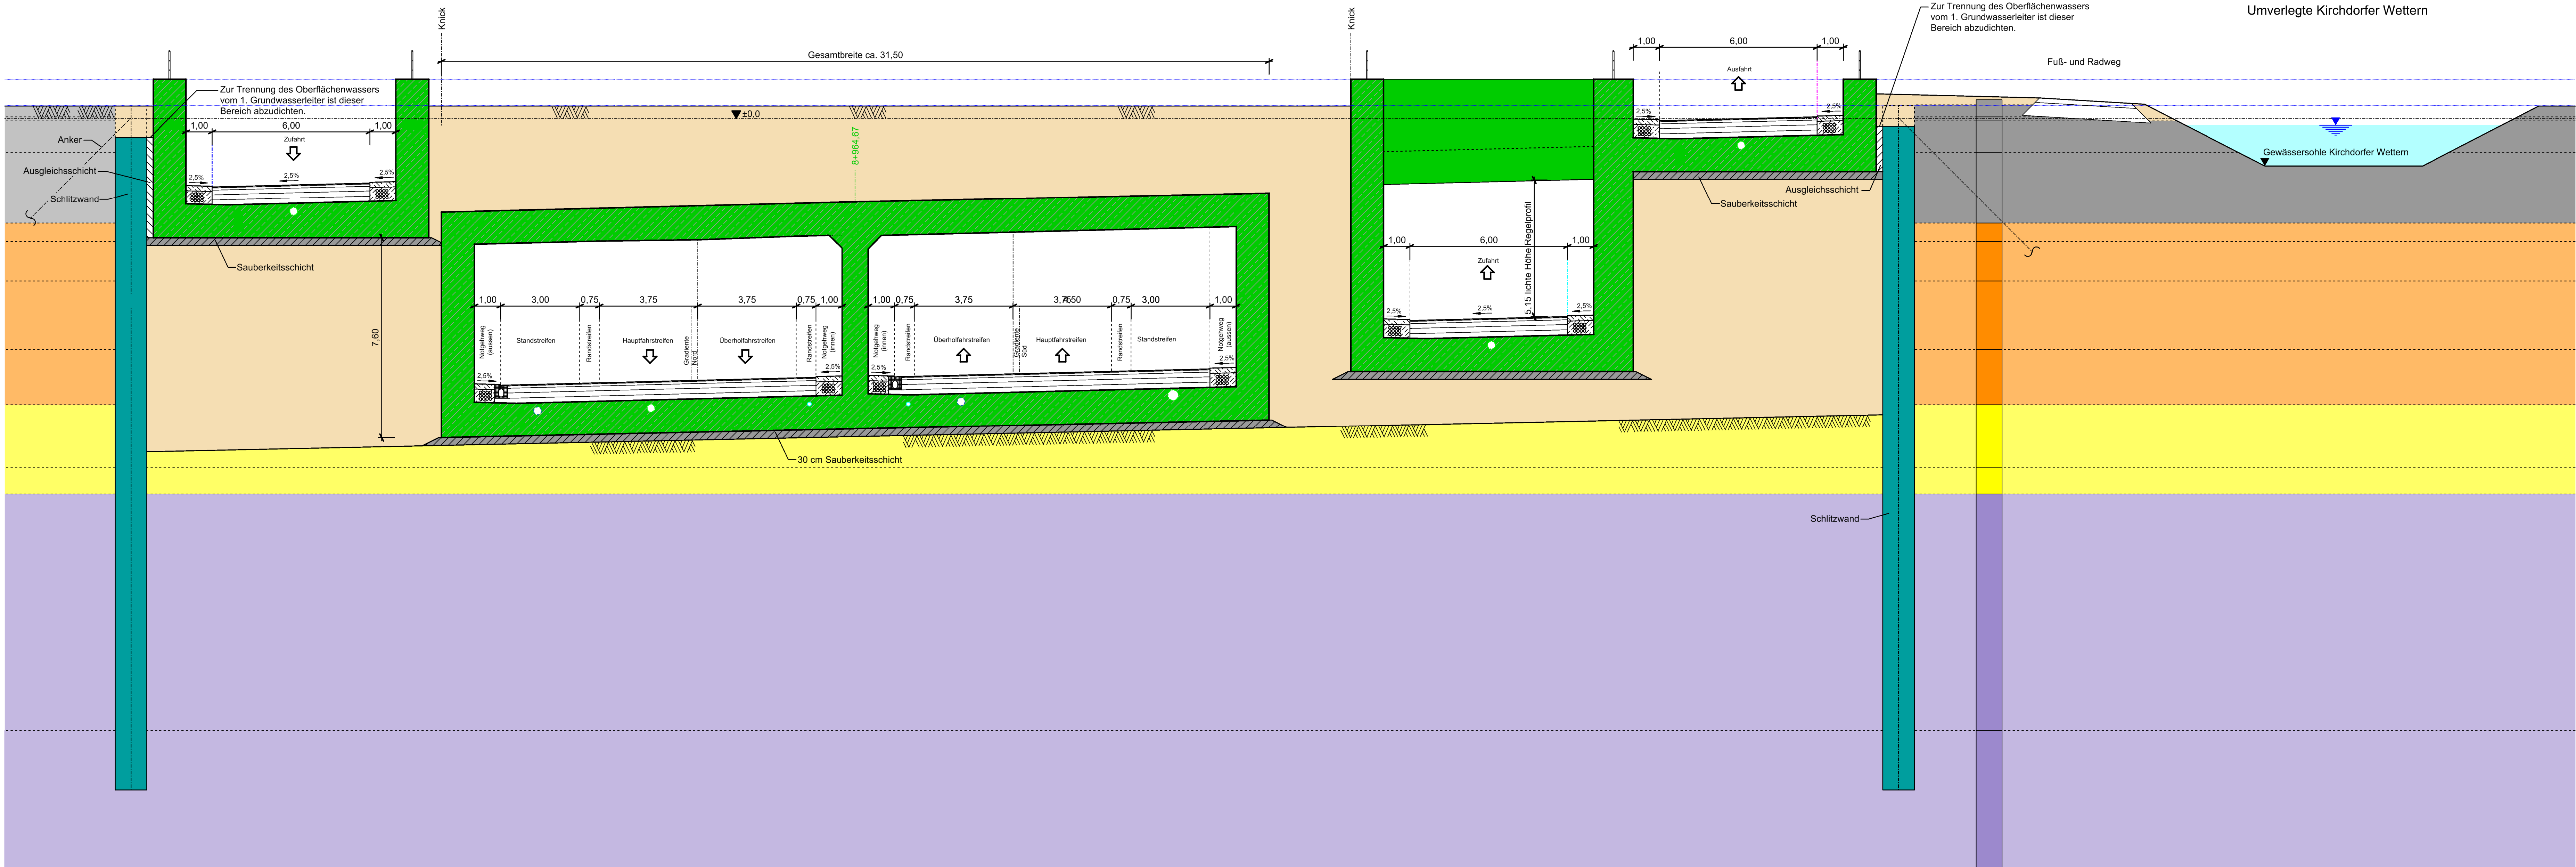 Umverlegte Kirchdorfer Wettern
Knick
Knick
Zur Trennung des Oberflächenwassers
vom 1. Grundwasserleiter ist dieser
Bereich abzudichten.
Gesamtbreite ca. 31,50
1,00
6,00
1,00
Ausfahrt
Fuß- und Radweg
Zur Trennung des Oberflächenwassers
vom 1. Grundwasserleiter ist dieser
Bereich abzudichten.
±0,0
2,5%
2,5%
1,00
6,00
1,00
Zufahrt
Anker
8+964,67
Gewässersohle Kirchdorfer Wettern
Ausgleichsschicht
2,5%
2,5%
2,5%
Schlitzwand
Ausgleichsschicht
Sauberkeitsschicht
Sauberkeitsschicht
5,15 lichte Höhe Regelprofil
1,00
6,00
1,00
Zufahrt
2,5%
2,5%
2,5%
7,60
1,00
3,00
0,75
3,75
3,75
0,75
1,00
1,00
0,75
3,75
3,75
0,75
3,00
1,00
Notgehweg
(aussen)
Standstreifen
Randstreifen
Hauptfahrstreifen
Gradiente
Nord
Überholfahrstreifen
Randstreifen
Notgehweg
(innen)
Notgehweg
(innen)
Randstreifen
Überholfahrstreifen
Gradiente
Süd
Hauptfahrstreifen
Randstreifen
Standstreifen
Notgehweg
(aussen)
2,5%
2,5%
2,5%
2,5%
30 cm Sauberkeitsschicht
Schlitzwand